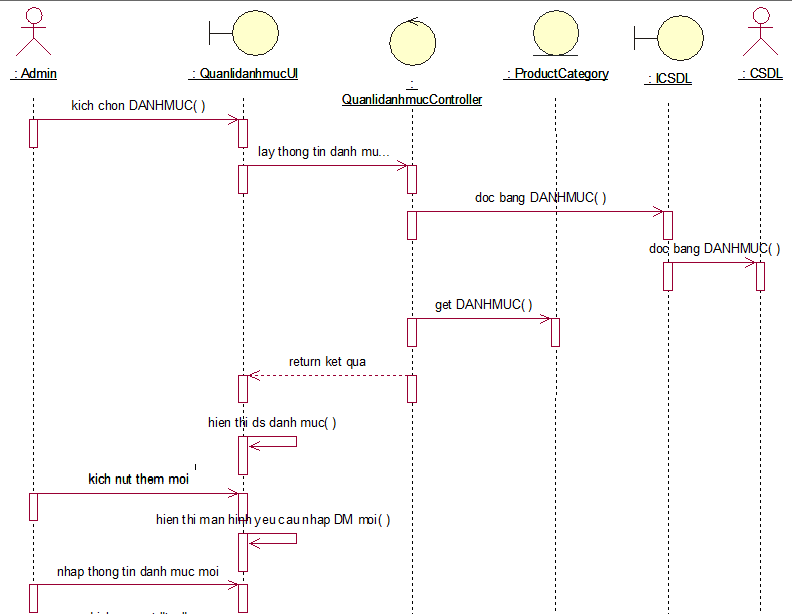 : Admin
: QuanlidanhmucUI
:
QuanlidanhmucController
: ProductCategory
: ICSDL
: CSDL
kich chon DANHMUC( )
lay thong tin danh mu...
doc bang DANHMUC( )
doc bang DANHMUC( )
get DANHMUC( )
return ket qua
hien thi ds danh muc( )
kich nut them moi
hien thi man hinh yeu cau nhap DM moi( )
nhap thong tin danh muc moi